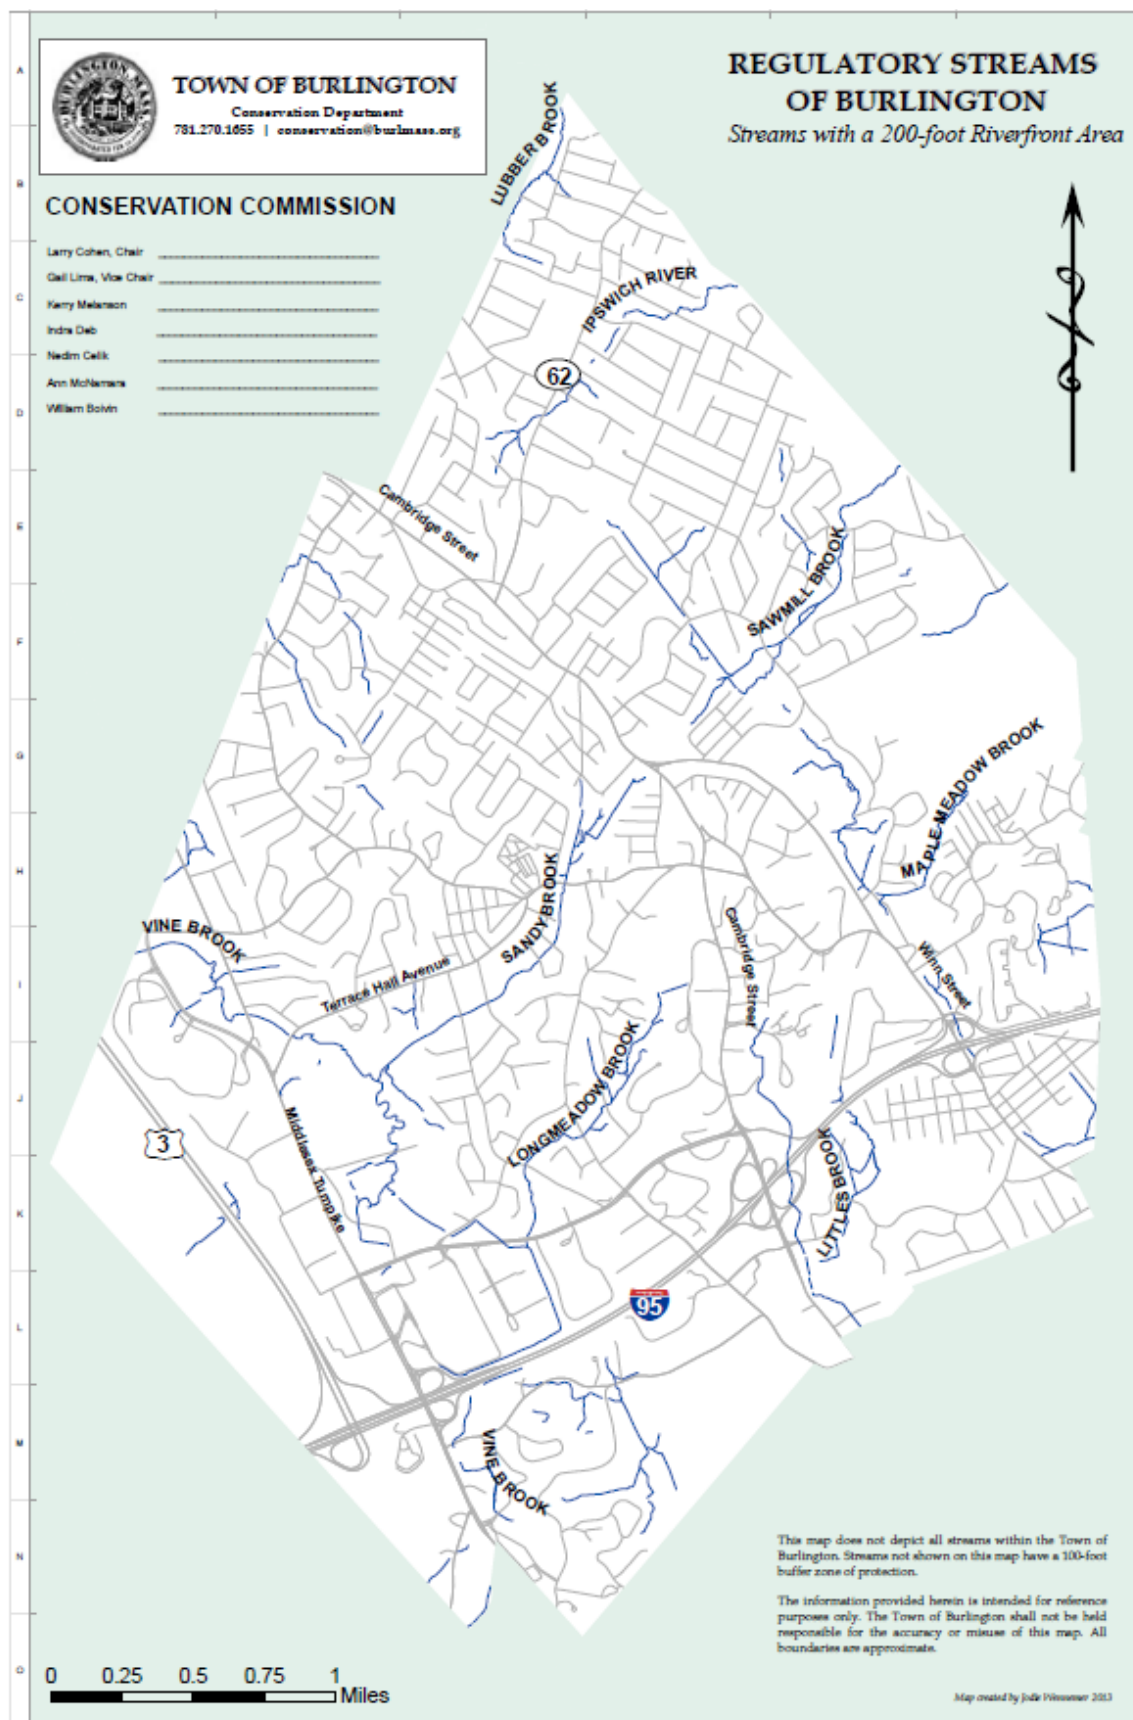 TOWN OF BURLINGTON
Conservation Department
781.270.1655 | conservation@burlmass.org
REGULATORY STREAMS
OF BURLINGTON
Streams with a 200-foot Riverfront Area
CONSERVATION COMMISSION
Larry Cohen, Chair
Gail Lima, Vice Chair
Kerry Melanson
Indra Deb
Nedim Celik
Ann McNamara
William Boivin
A
B
C
D
E
F
G
H
I
J
K
L
M
N
O
LUBBER BROOK
IPSWICH RIVER
62
Cambridge Street
SAWMILL BROOK
MAPLE MEADOW BROOK
SANDY BROOK
VINE BROOK
Terrace Hall Avenue
Cambridge Street
Winn Street
LONGMEADOW BROOK
Middlesex Turnpike
3
LITTLES BROOK
95
VINE BROOK
This map does not depict all streams within the Town of
Burlington. Streams not shown on this map have a 100-foot
buffer zone of protection.
The information provided herein is intended for reference
purposes only. The Town of Burlington shall not be held
responsible for the accuracy or misuse of this map. All
boundaries are approximate.
0 0.25 0.5 0.75 1
Miles
Map created by Jodie 2013